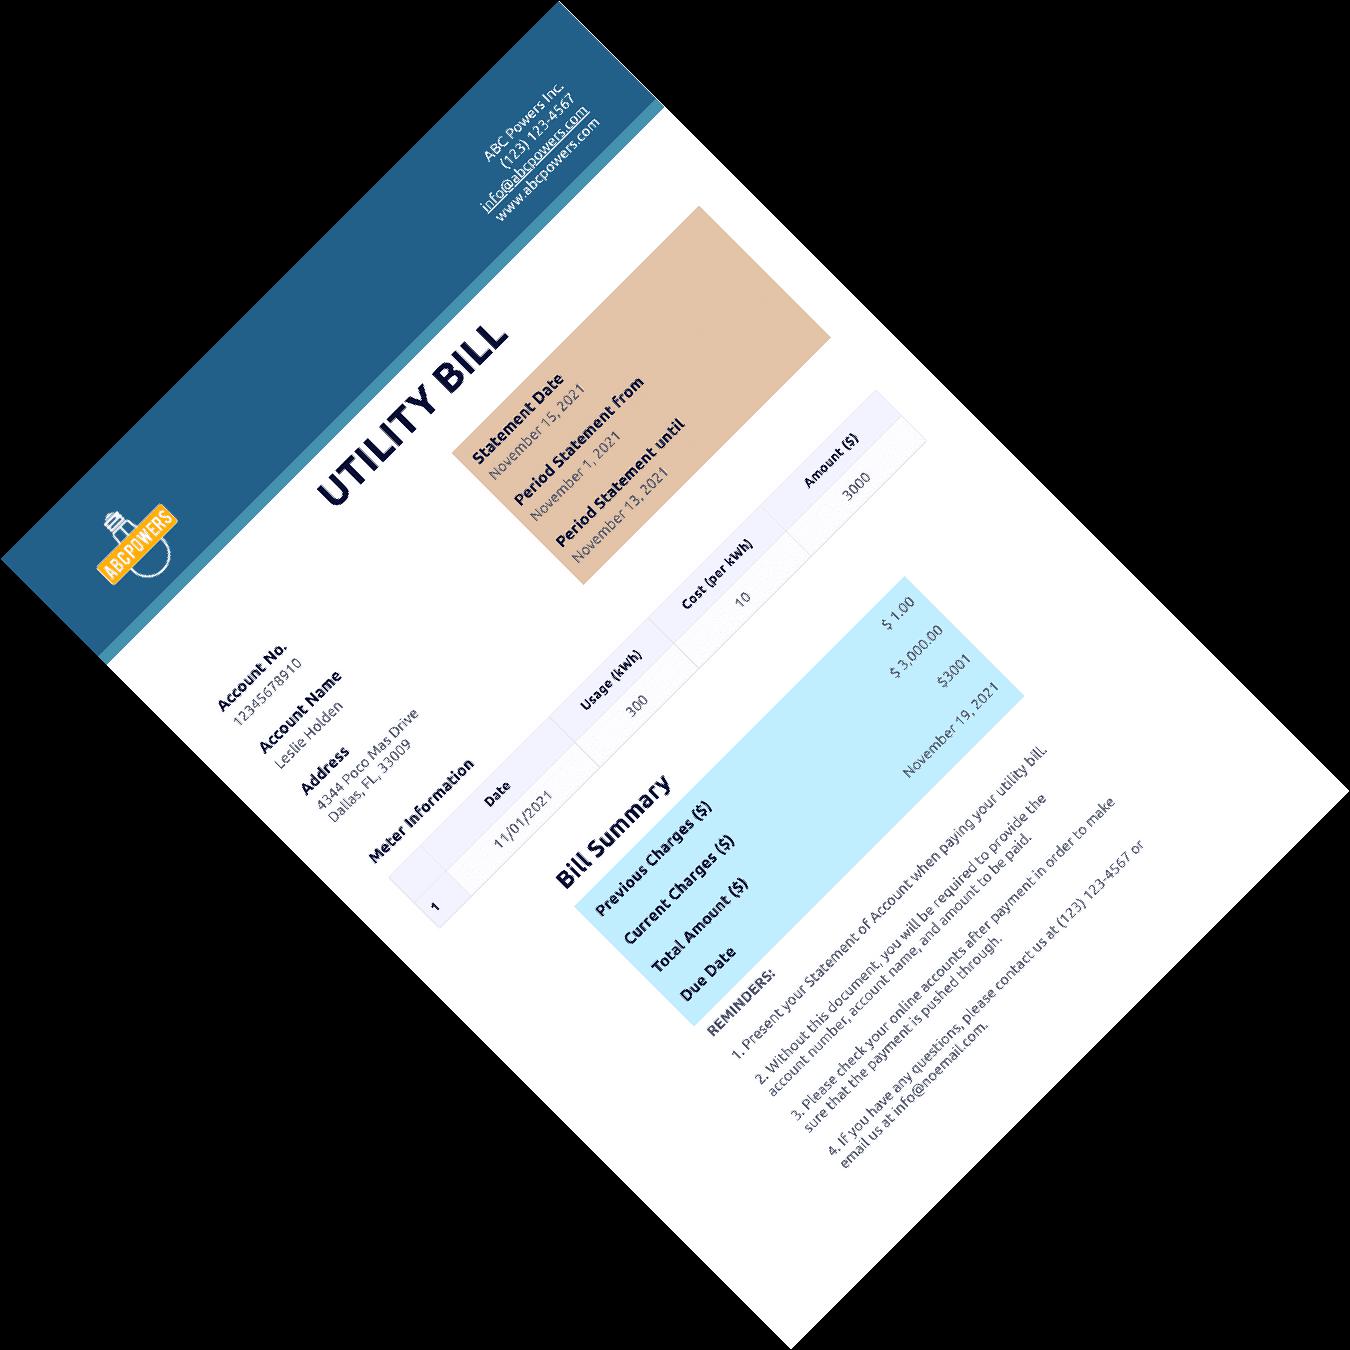 ABC Powers Inc.
(123) 123-4567
info@abcpowers.com
www.abcpowers.com
ABCPOWERS
UTILITY BILL
Account No.
12345678910
Account Name
Leslie Holden
Address
4344 Poco Mas Drive
Dallas, FL, 33009
Statement Date
November 15, 2021
Period Statement from
November 1, 2021
Period Statement until
November 13, 2021
Meter Information
Date Usage (kWh) Cost (per kWh) Amount ($)
1 11/01/2021 300 10 3000
Bill Summary
Previous Charges ($) $ 1.00
Current Charges ($) $ 3,000.00
Total Amount ($) $3001
Due Date November 19, 2021
REMINDERS:
1. Present your Statement of Account when paying your utility bill.
2. Without this document, you will be required to provide the
account number, account name, and amount to be paid.
3. Please check your online accounts after payment in order to make
sure that the payment is pushed through.
4. If you have any questions, please contact us at (123) 123-4567 or
email us at info@noemail.com.